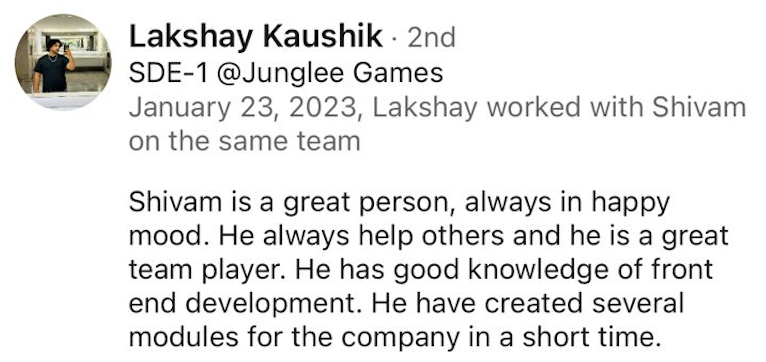 Lakshay Kaushik · 2nd
SDE-1 @Junglee Games
January 23, 2023, Lakshay worked with Shivam
on the same team
Shivam is a great person, always in happy
mood. He always help others and he is a great
team player. He has good knowledge of front
end development. He have created several
modules for the company in a short time.